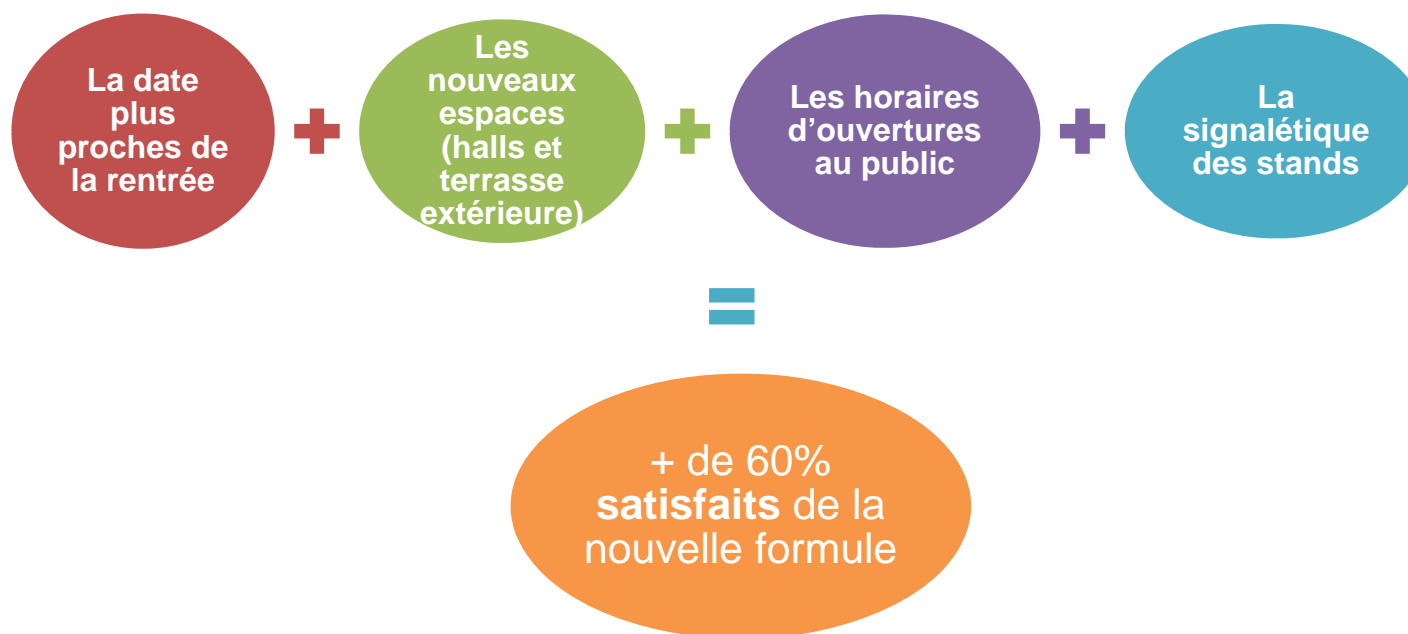 La date
plus
proches de
la rentrée
+
Les
nouveaux
espaces
(halls et
terrasse
extérieure)
+
Les horaires
d’ouvertures
au public
+
La
signalétique
des stands
=
+ de 60%
satisfaits de la
nouvelle formule